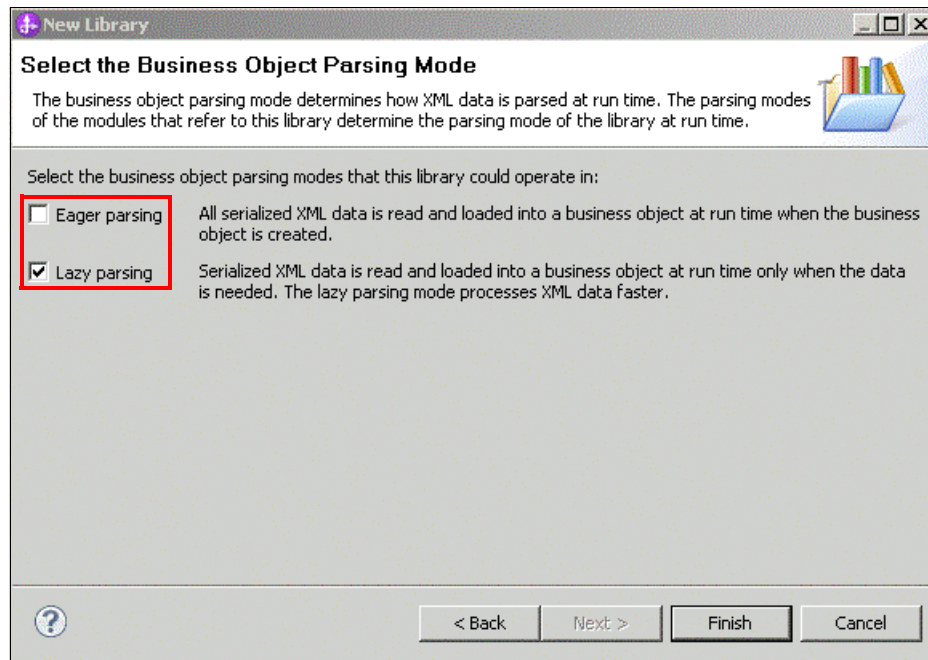 New Library
Select the Business Object Parsing Mode
The business object parsing mode determines how XML data is parsed at run time. The parsing modes
of the modules that refer to this library determine the parsing mode of the library at run time.
Select the business object parsing modes that this library could operate in:
Eager parsing All serialized XML data is read and loaded into a business object at run time when the business
object is created.
Lazy parsing Serialized XML data is read and loaded into a business object at run time only when the data
is needed. The lazy parsing mode processes XML data faster.
? < Back Next > Finish Cancel